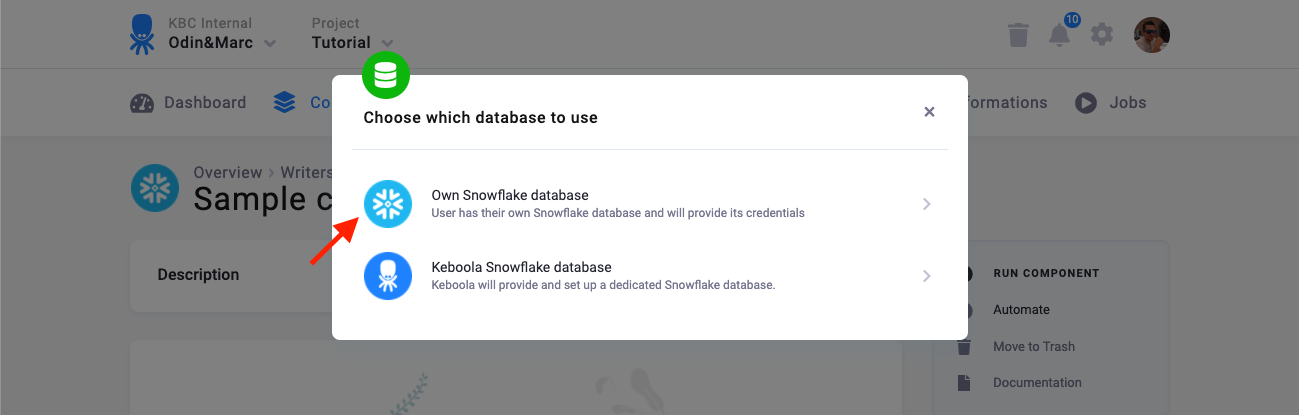 KBC Internal
Project
Odin&Marc
Tutorial
10
Dashboard
Co
formations
Jobs
Choose which database to use
Overview › Writers
Sample c
Own Snowflake database
User has their own Snowflake database and will provide its credentials
Description
Keboola Snowflake database
Keboola will provide and set up a dedicated Snowflake database.
RUN COMPONENT
Automate
Move to Trash
Documentation